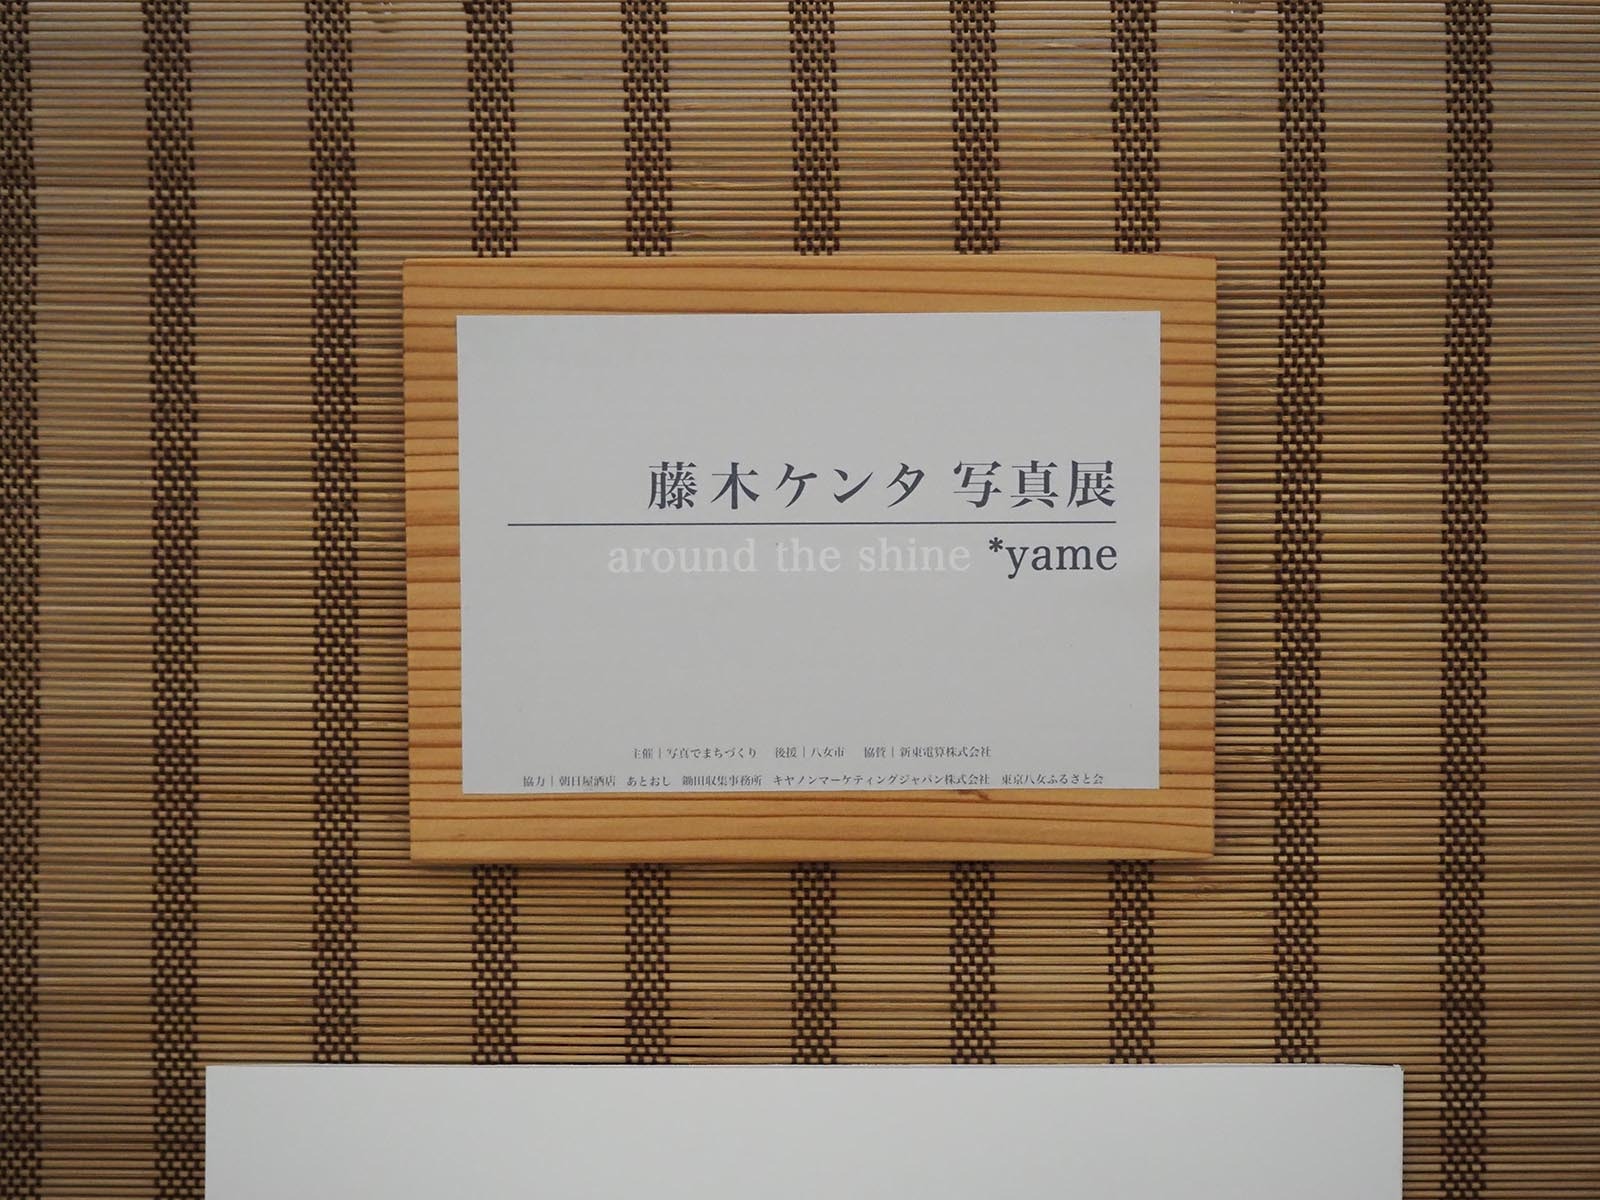 藤木ケンタ 写真展
around the shine *yame
主催｜写真でまちづくり　後援｜八女市　協賛｜新東電算株式会社
協力｜朝日屋酒店　あとおし　鋤田収集事務所　キヤノンマーケティングジャパン株式会社　東京八女ふるさと会